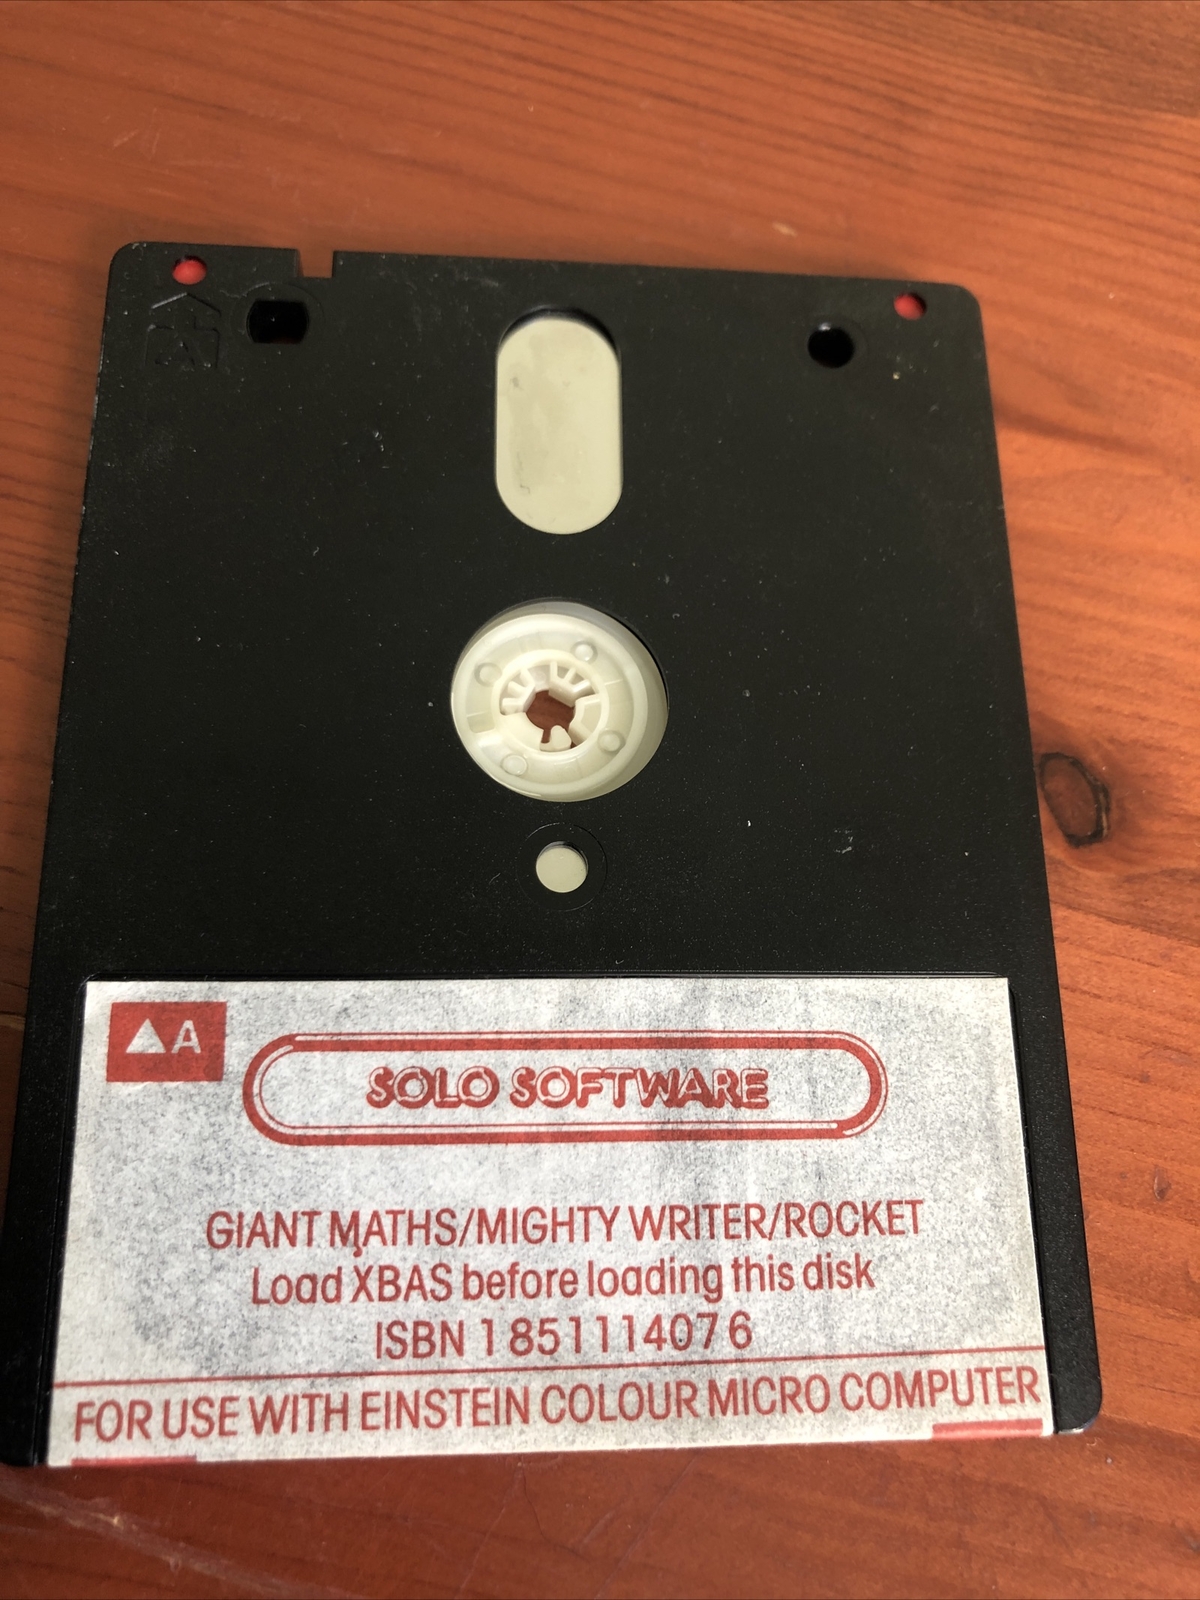 A
SOLO SOFTWARE
GIANT MATHS/MIGHTY WRITER/ROCKET
Load XBAS before loading this disk
ISBN 1 851114076
FOR USE WITH EINSTEIN COLOUR MICRO COMPUTER